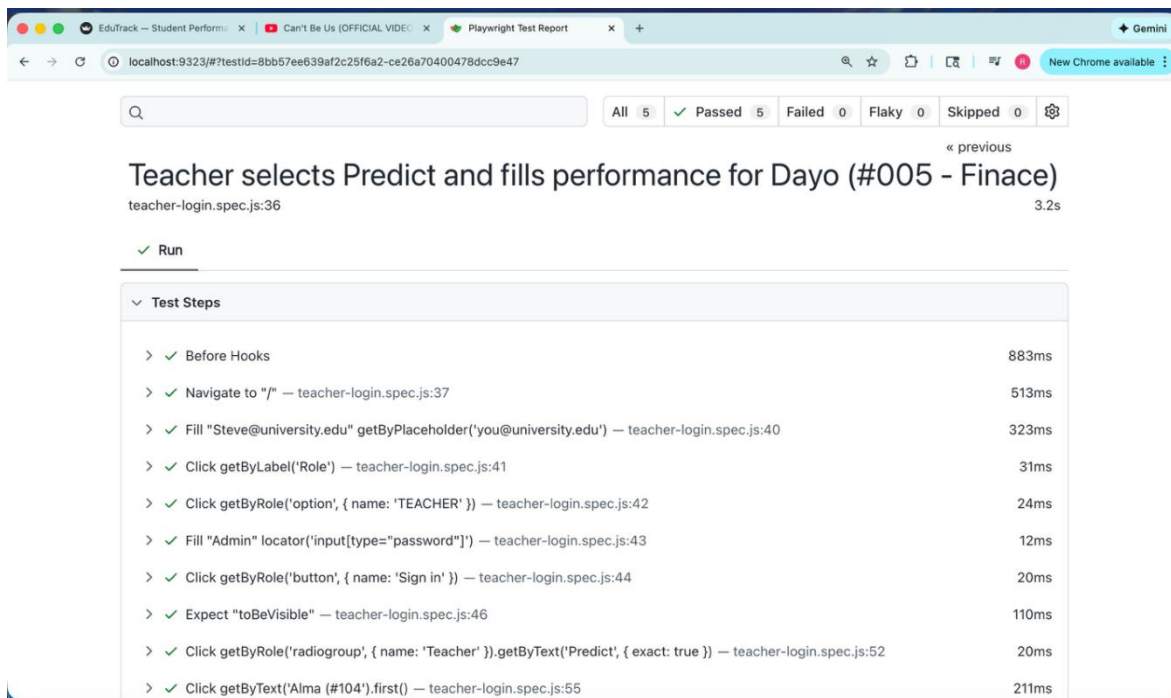 EduTrack — Student Performa
Can't Be Us (OFFICIAL VIDEC
Playwright Test Report
Gemini
localhost:9323/#?testId=8bb57ee639af2c25f6a2-ce26a70400478dcc9e47
R
New Chrome available
All 5
Passed 5
Failed 0
Flaky 0
Skipped 0
« previous
Teacher selects Predict and fills performance for Dayo (#005 - Finace)
teacher-login.spec.js:36
3.2s
Run
Test Steps
Before Hooks 883ms
Navigate to "/" — teacher-login.spec.js:37 513ms
Fill "Steve@university.edu" getByPlaceholder('you@university.edu') — teacher-login.spec.js:40 323ms
Click getByLabel('Role') — teacher-login.spec.js:41 31ms
Click getByRole('option', { name: 'TEACHER' }) — teacher-login.spec.js:42 24ms
Fill "Admin" locator('input[type="password"]') — teacher-login.spec.js:43 12ms
Click getByRole('button', { name: 'Sign in' }) — teacher-login.spec.js:44 20ms
Expect "toBeVisible" — teacher-login.spec.js:46 110ms
Click getByRole('radiogroup', { name: 'Teacher' }).getByText('Predict', { exact: true }) — teacher-login.spec.js:52 20ms
Click getByText('Alma (#104').first() — teacher-login.spec.js:55 211ms